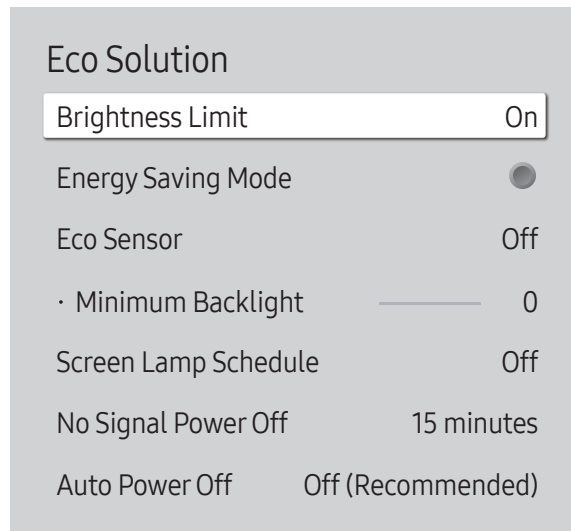 Eco Solution
Brightness Limit On
Energy Saving Mode
Eco Sensor Off
· Minimum Backlight 0
Screen Lamp Schedule Off
No Signal Power Off 15 minutes
Auto Power Off Off (Recommended)